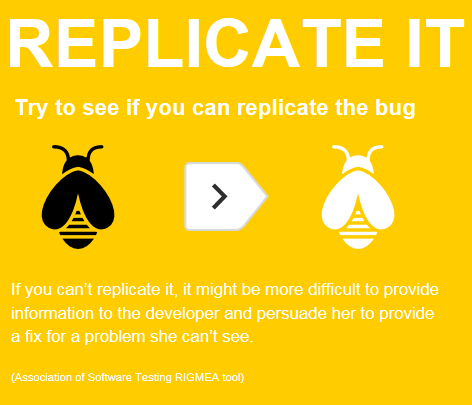 REPLICATE IT
Try to see if you can replicate the bug
If you can't replicate it, it might be more difficult to provide
information to the developer and persuade her to provide
a fix for a problem she can't see.
(Association of Software Testing RIGMEA tool)